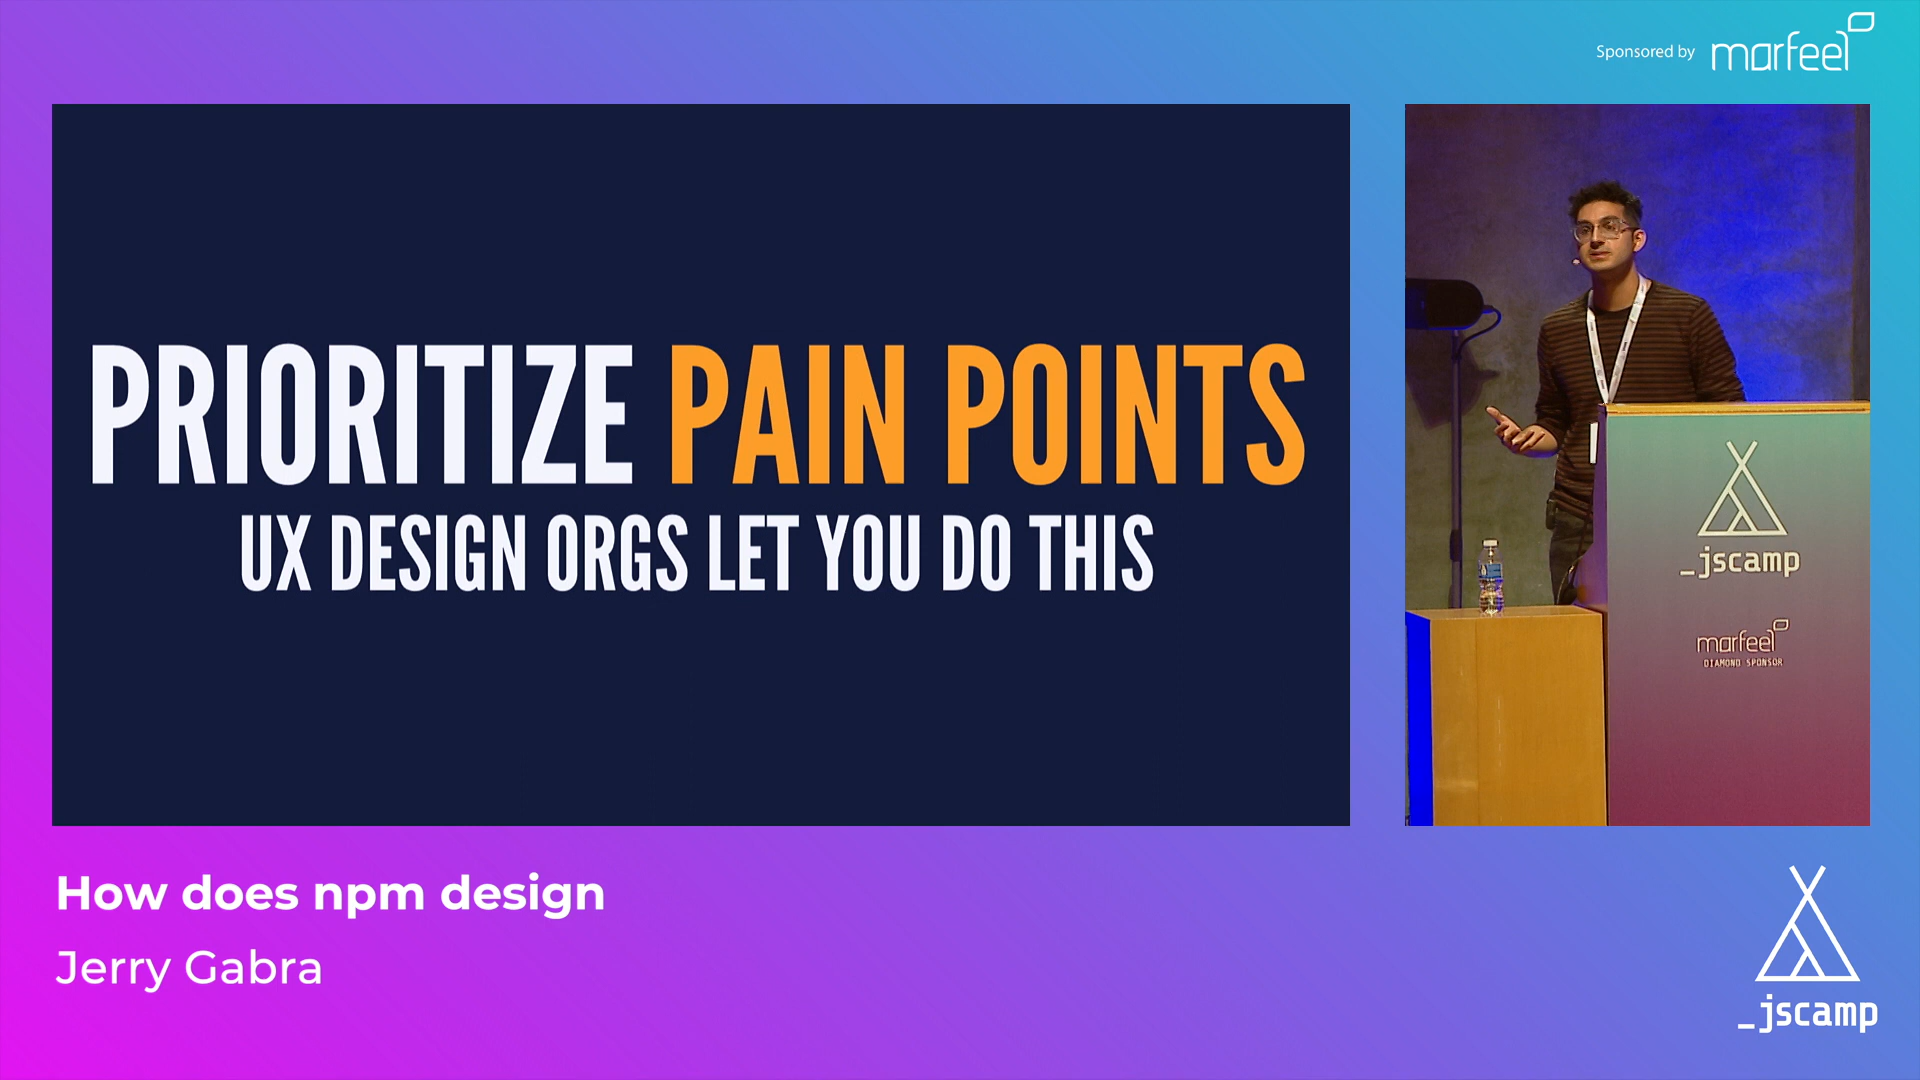 Sponsored by marfeel
PRIORITIZE PAIN POINTS
UX DESIGN ORGS LET YOU DO THIS
_jscamp
marfeel
DIAMOND SPONSOR
How does npm design
Jerry Gabra
_jscamp